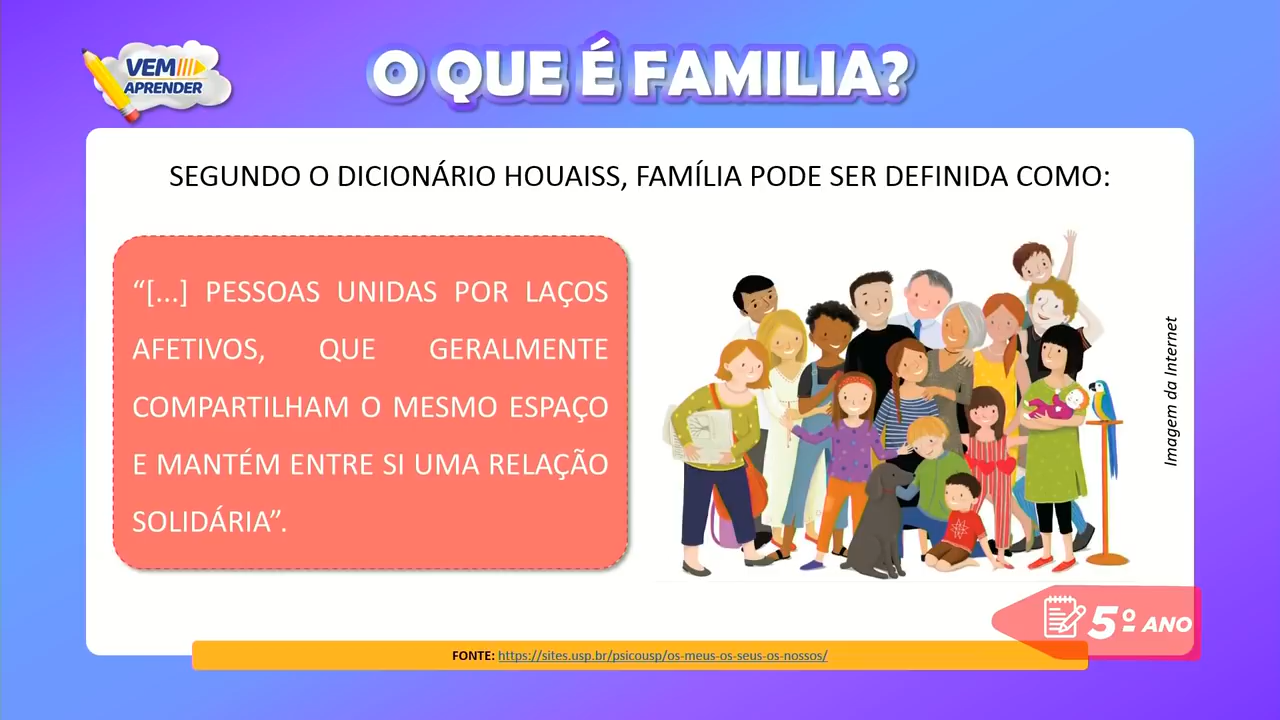 VEM
APRENDER
O QUE É FAMILIA?
SEGUNDO O DICIONÁRIO HOUAISS, FAMÍLIA PODE SER DEFINIDA COMO:
“[...] PESSOAS UNIDAS POR LAÇOS
AFETIVOS, QUE GERALMENTE
COMPARTILHAM O MESMO ESPAÇO
E MANTÉM ENTRE SI UMA RELAÇÃO
SOLIDÁRIA”.
Imagem da Internet
5º ANO
FONTE: https://sites.usp.br/psicousp/os-meus-os-seus-os-nossos/